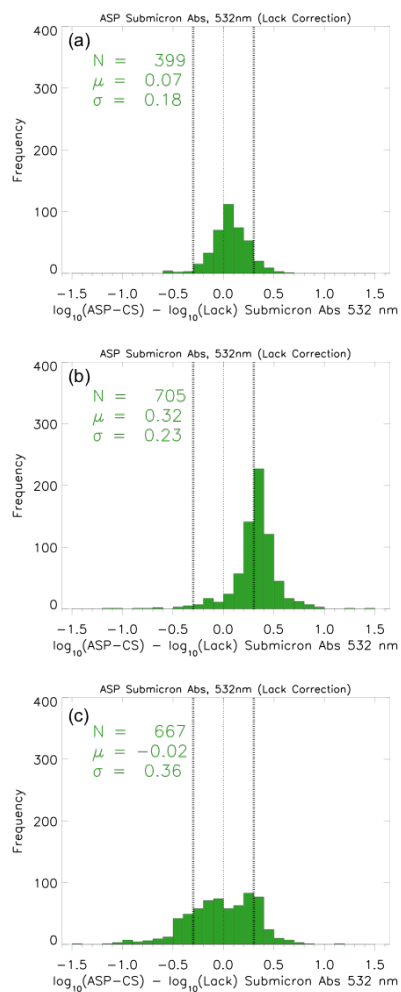 ASP Submicron Abs, 532nm (Lack Correction)
(a)
N = 399
μ = 0.07
σ = 0.18
Frequency
400
300
200
100
0
-1.5 -1.0 -0.5 0.0 0.5 1.0 1.5
log10(ASP-CS) - log10(Lack) Submicron Abs 532 nm
ASP Submicron Abs, 532nm (Lack Correction)
(b)
N = 705
μ = 0.32
σ = 0.23
Frequency
400
300
200
100
0
-1.5 -1.0 -0.5 0.0 0.5 1.0 1.5
log10(ASP-CS) - log10(Lack) Submicron Abs 532 nm
ASP Submicron Abs, 532nm (Lack Correction)
(c)
N = 667
μ = -0.02
σ = 0.36
Frequency
400
300
200
100
0
-1.5 -1.0 -0.5 0.0 0.5 1.0 1.5
log10(ASP-CS) - log10(Lack) Submicron Abs 532 nm